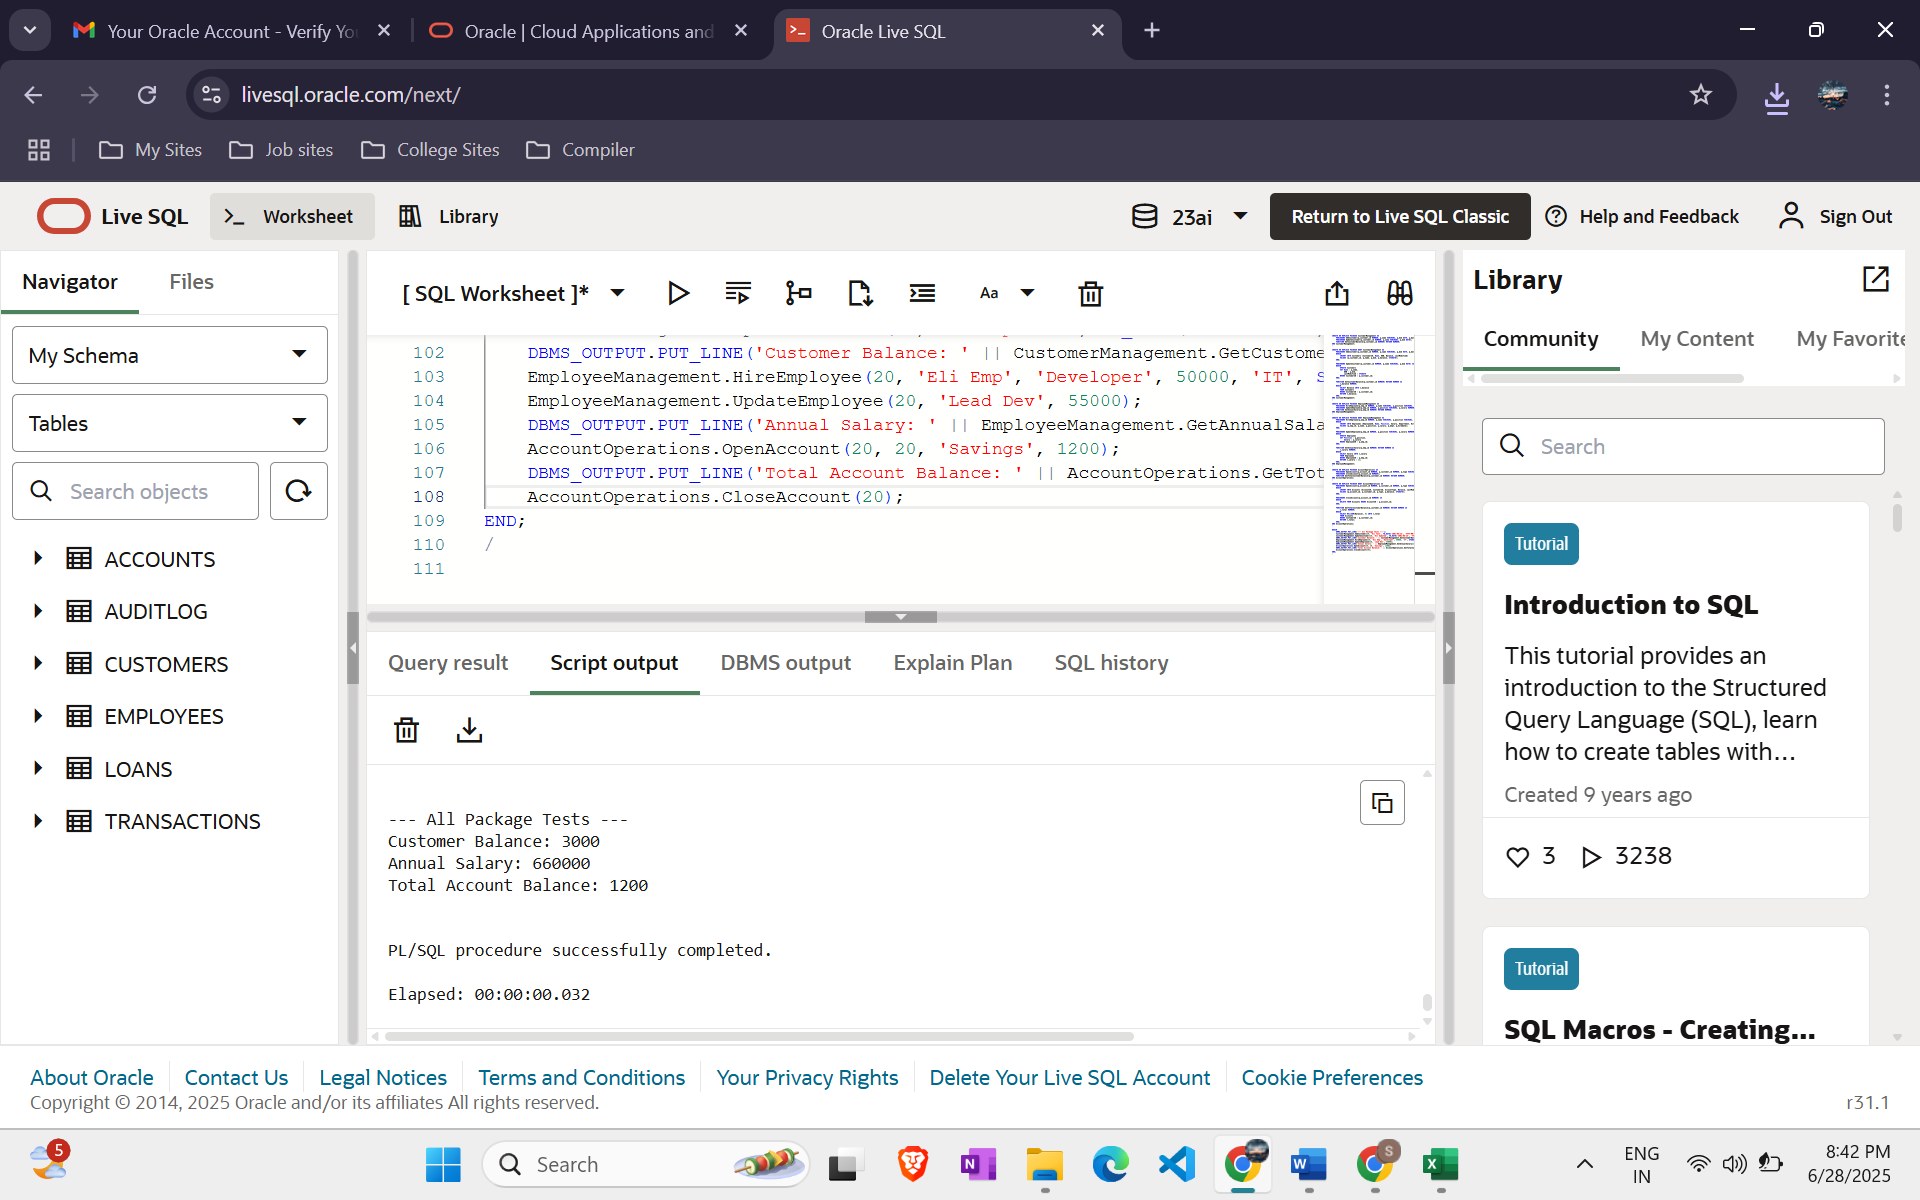 Your Oracle Account - Verify Yo
Oracle | Cloud Applications and
Oracle Live SQL
livesql.oracle.com/next/
My Sites
Job sites
College Sites
Compiler
Live SQL
Worksheet
Library
23ai
Return to Live SQL Classic
Help and Feedback
Sign Out
Navigator
Files
My Schema
Tables
Search objects
ACCOUNTS
AUDITLOG
CUSTOMERS
EMPLOYEES
LOANS
TRANSACTIONS
[ SQL Worksheet ]*
Aa
102 DBMS_OUTPUT.PUT_LINE('Customer Balance: ' || CustomerManagement.GetCustome
103 EmployeeManagement.HireEmployee(20, 'Eli Emp', 'Developer', 50000, 'IT', S
104 EmployeeManagement.UpdateEmployee(20, 'Lead Dev', 55000);
105 DBMS_OUTPUT.PUT_LINE('Annual Salary: ' || EmployeeManagement.GetAnnualSala
106 AccountOperations.OpenAccount(20, 20, 'Savings', 1200);
107 DBMS_OUTPUT.PUT_LINE('Total Account Balance: ' || AccountOperations.GetTot
108 AccountOperations.CloseAccount(20);
109 END;
110 /
111
Query result
Script output
DBMS output
Explain Plan
SQL history
--- All Package Tests ---
Customer Balance: 3000
Annual Salary: 660000
Total Account Balance: 1200
PL/SQL procedure successfully completed.
Elapsed: 00:00:00.032
Library
Community
My Content
My Favorite
Search
Tutorial
Introduction to SQL
This tutorial provides an
introduction to the Structured
Query Language (SQL), learn
how to create tables with...
Created 9 years ago
3
3238
Tutorial
SQL Macros - Creating...
About Oracle
Contact Us
Legal Notices
Terms and Conditions
Your Privacy Rights
Delete Your Live SQL Account
Cookie Preferences
Copyright © 2014, 2025 Oracle and/or its affiliates All rights reserved.
r31.1
5
Search
S
ENG
IN
8:42 PM
6/28/2025